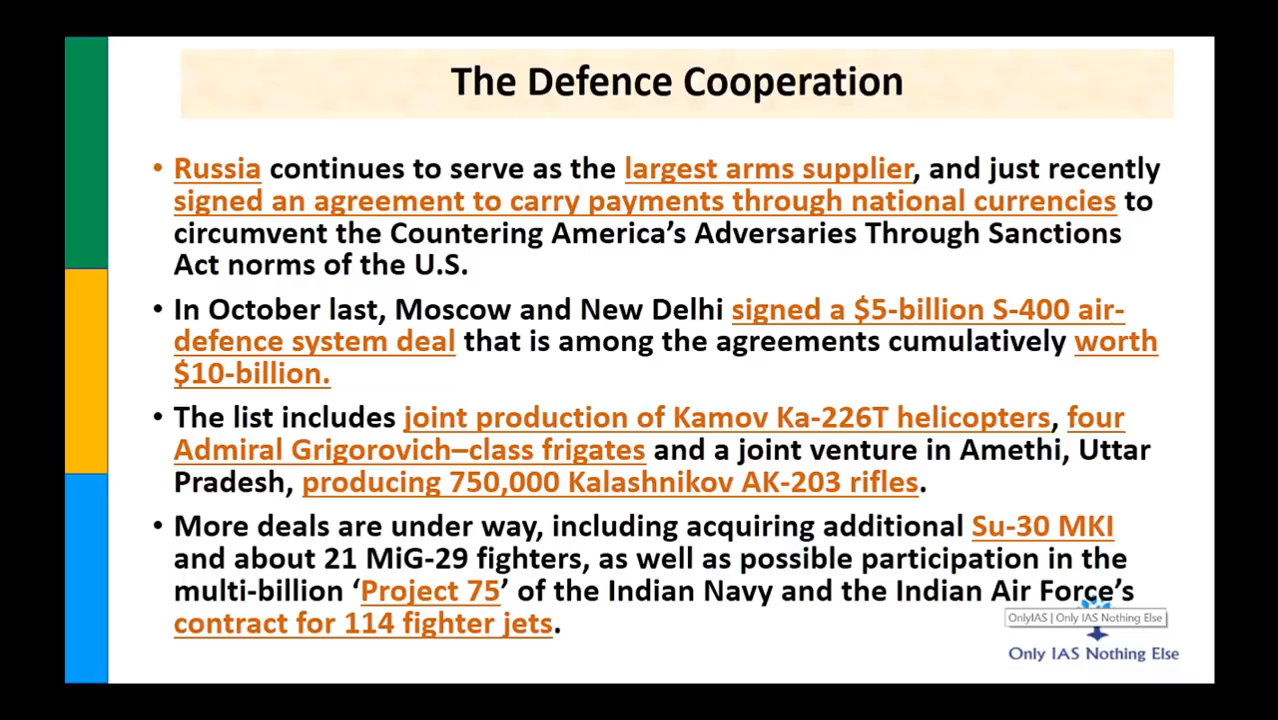 The Defence Cooperation
• Russia continues to serve as the largest arms supplier, and just recently
signed an agreement to carry payments through national currencies to
circumvent the Countering America’s Adversaries Through Sanctions
Act norms of the U.S.
• In October last, Moscow and New Delhi signed a $5-billion S-400 air-
defence system deal that is among the agreements cumulatively worth
$10-billion.
• The list includes joint production of Kamov Ka-226T helicopters, four
Admiral Grigorovich–class frigates and a joint venture in Amethi, Uttar
Pradesh, producing 750,000 Kalashnikov AK-203 rifles.
• More deals are under way, including acquiring additional Su-30 MKI
and about 21 MiG-29 fighters, as well as possible participation in the
multi-billion ‘Project 75’ of the Indian Navy and the Indian Air Force’s
contract for 114 fighter jets.
OnlyIAS | Only IAS Nothing Else
Only IAS Nothing Else